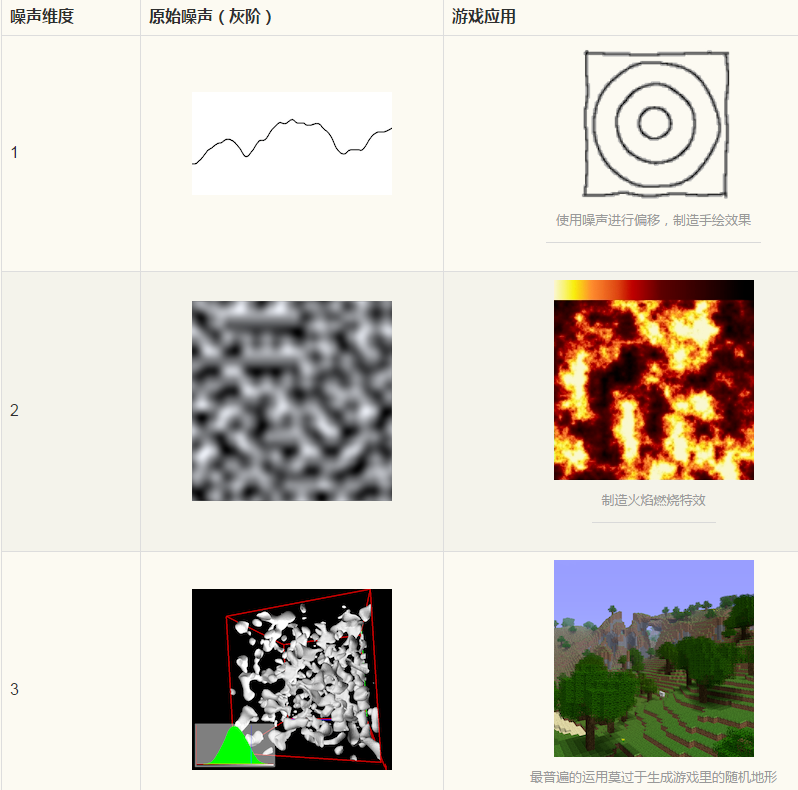 噪声维度 原始噪声（灰阶） 游戏应用
1
使用噪声进行偏移，制造手绘效果
2
制造火焰燃烧特效
3
最普遍的运用莫过于生成游戏里的随机地形